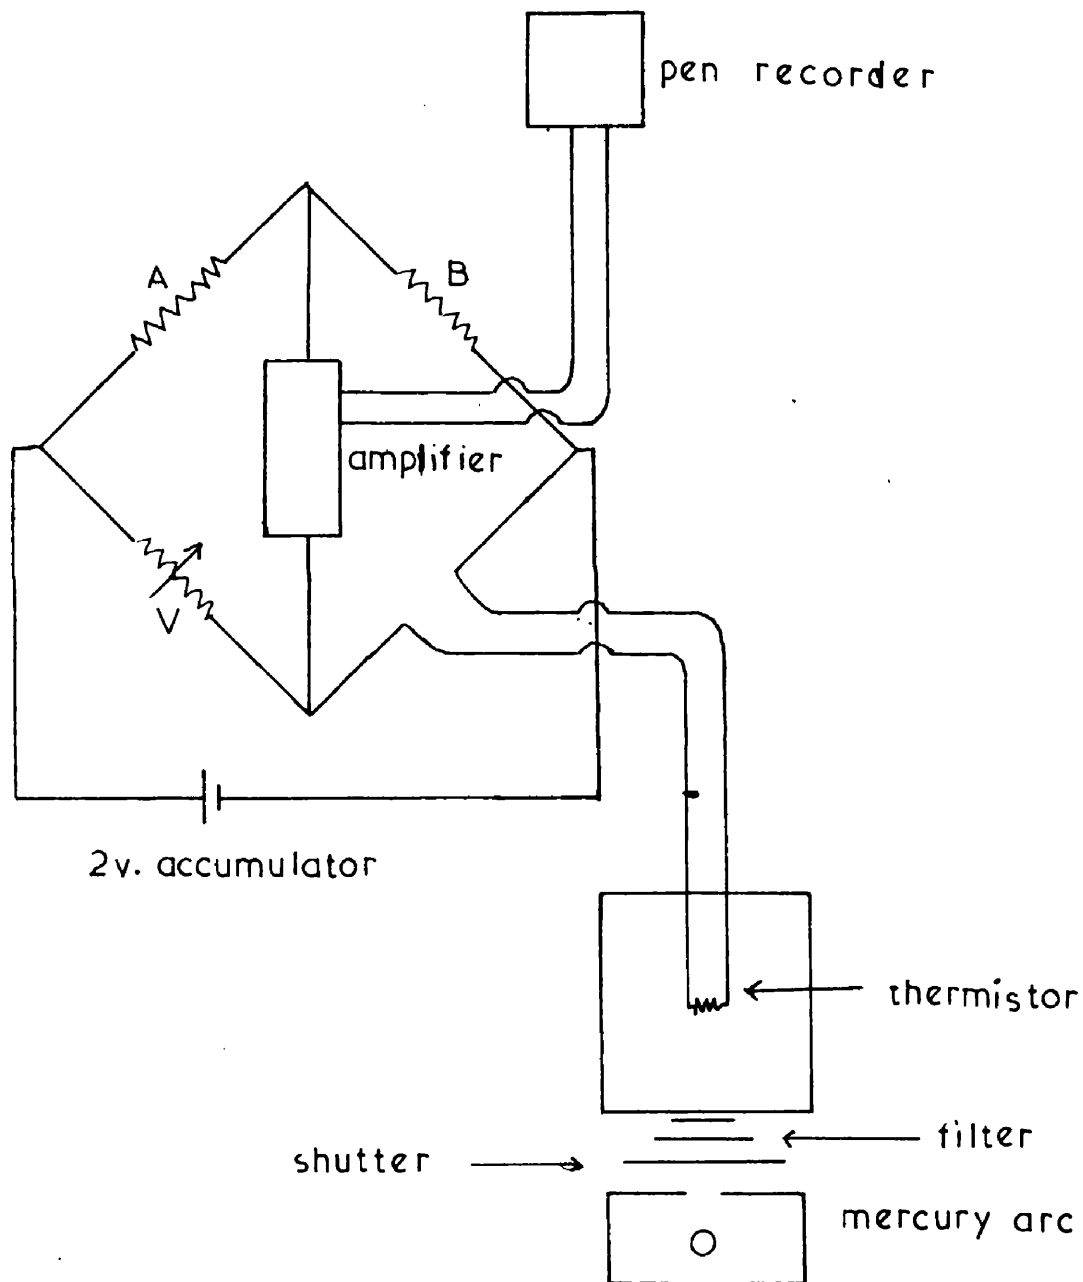 pen recorder
A
B
amplifier
V
2v. accumulator
thermistor
filter
shutter
mercury arc